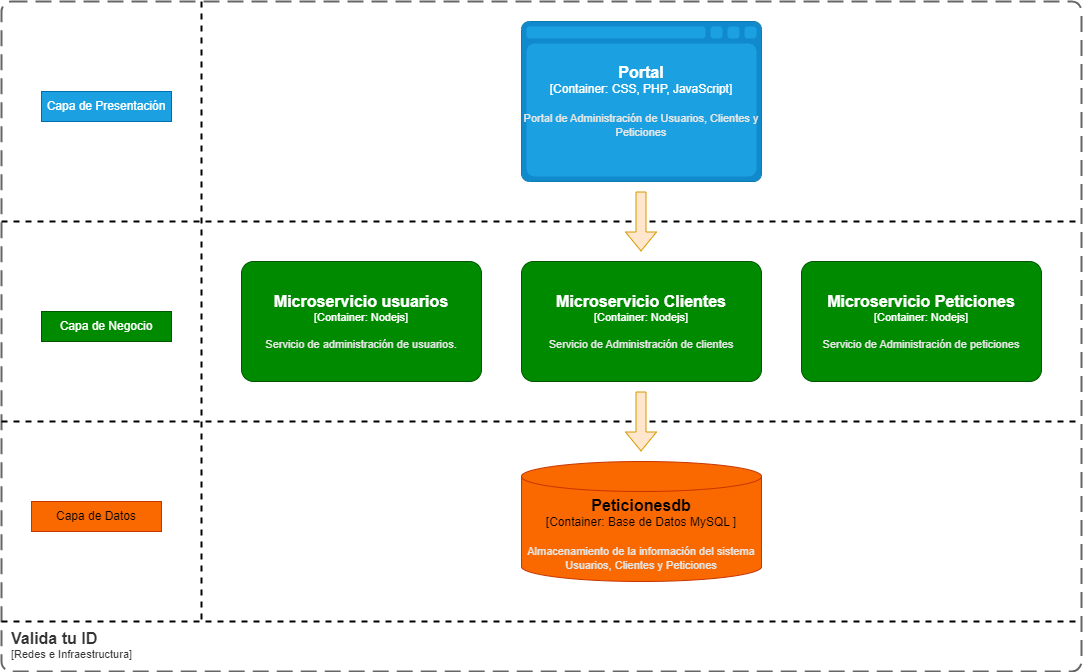 Portal
[Container: CSS, PHP, JavaScript]
Portal de Administración de Usuarios, Clientes y
Peticiones
Capa de Presentación
Microservicio usuarios
[Container: Nodejs]
Servicio de administración de usuarios.
Microservicio Clientes
[Container: Nodejs]
Servicio de Administración de clientes
Microservicio Peticiones
[Container: Nodejs]
Servicio de Administración de peticiones
Capa de Negocio
Peticionesdb
[Container: Base de Datos MySQL ]
Almacenamiento de la información del sistema
Usuarios, Clientes y Peticiones
Capa de Datos
Valida tu ID
[Redes e Infraestructura]